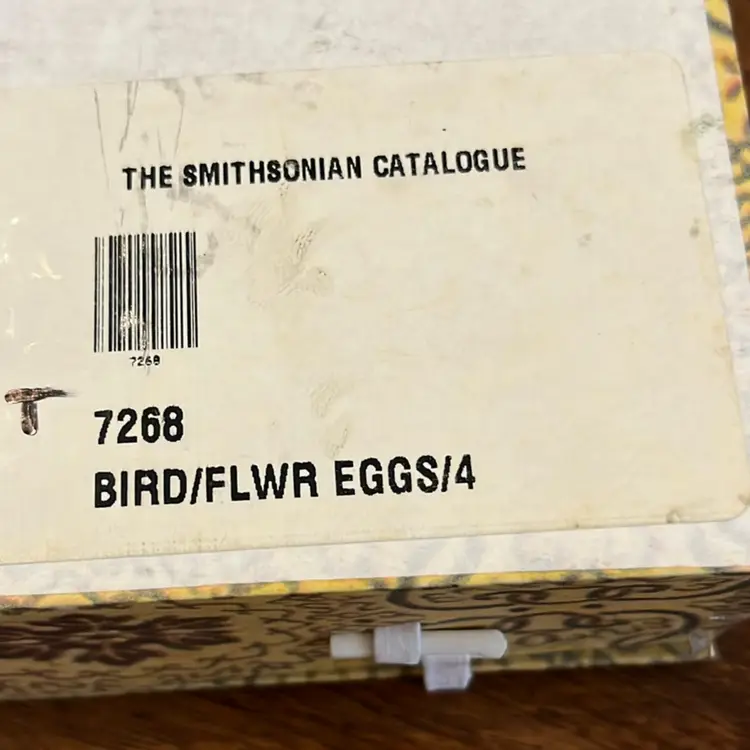 THE SMITHSONIAN CATALOGUE
7268
T
7268
BIRD/FLWR EGGS/4